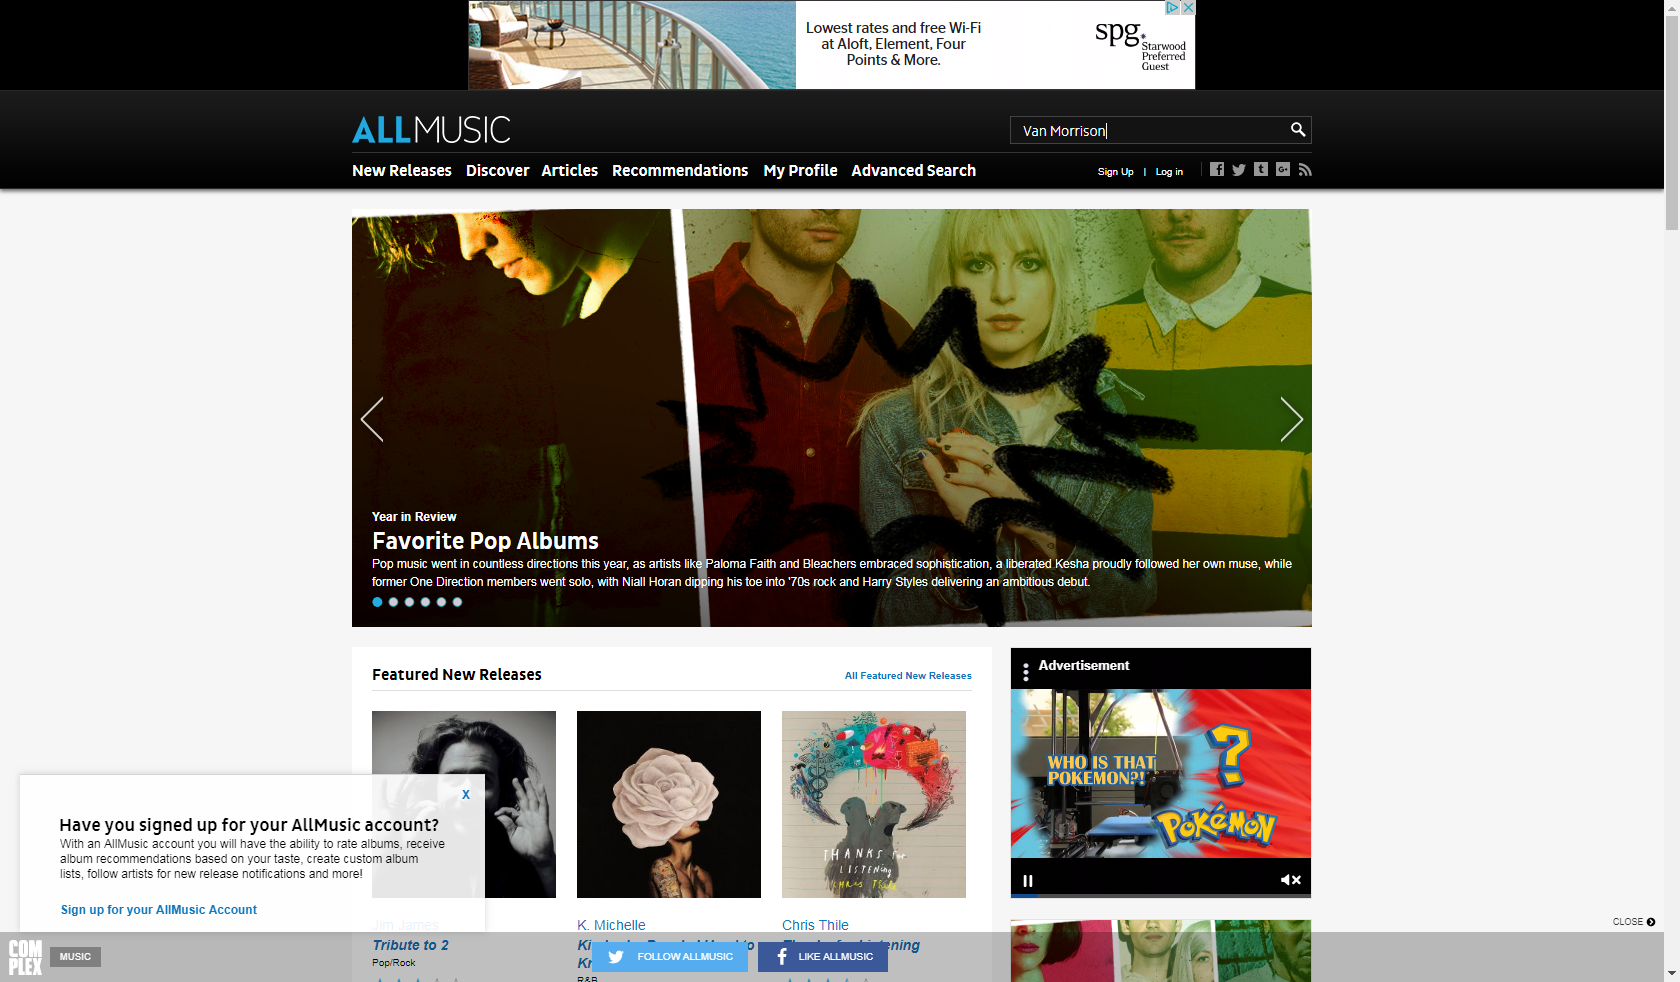 Lowest rates and free Wi-Fi
at Aloft, Element, Four
Points & More.
spg.
Starwood
Preferred
Guest
ALLMUSIC
Van Morrison
New Releases Discover Articles Recommendations My Profile Advanced Search
Sign Up | Log in
Year in Review
Favorite Pop Albums
Pop music went in countless directions this year, as artists like Paloma Faith and Bleachers embraced sophistication, a liberated Kesha proudly followed her own muse, while
former One Direction members went solo, with Niall Horan dipping his toe into '70s rock and Harry Styles delivering an ambitious debut.
Featured New Releases
All Featured New Releases
Advertisement
WHO IS THAT
POKEMON?!
?
POKéMON
THANKS for
LISTENING
CHRIS THILE
X
Have you signed up for your AllMusic account?
With an AllMusic account you will have the ability to rate albums, receive
album recommendations based on your taste, create custom album
lists, follow artists for new release notifications and more!
Sign up for your AllMusic Account
Jim James
Tribute to 2
Pop/Rock
K. Michelle
R&B
Chris Thile
Thanks for Listening
CLOSE
COMPLEX
MUSIC
FOLLOW ALLMUSIC
LIKE ALLMUSIC